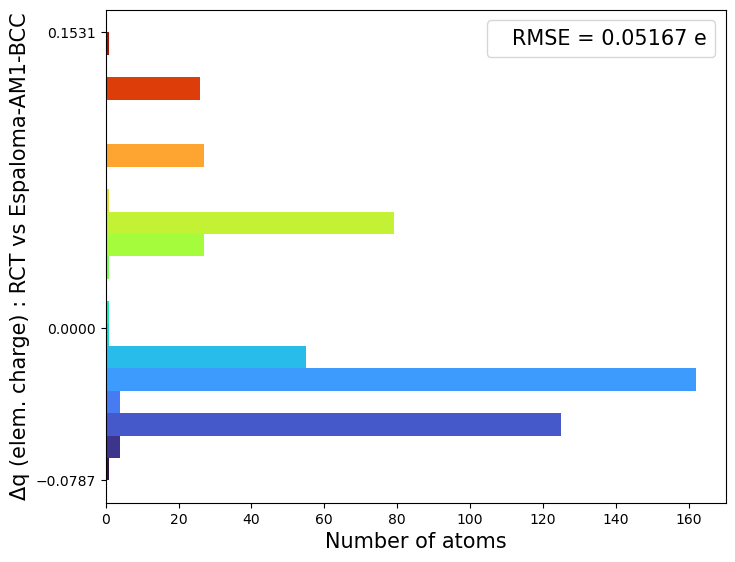 RMSE = 0.05167 e
Δq (elem. charge) : RCT vs Espaloma-AM1-BCC
0.1531
0.0000
−0.0787
0 20 40 60 80 100 120 140 160
Number of atoms